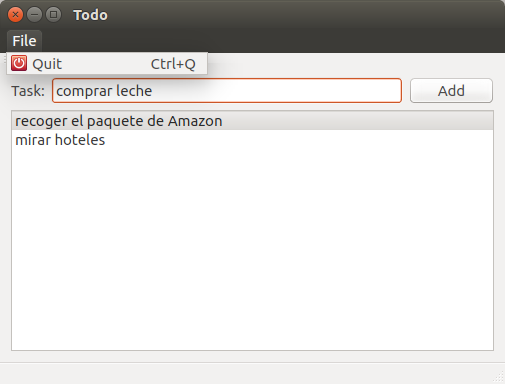 Todo
File
Quit Ctrl+Q
Task: comprar leche Add
recoger el paquete de Amazon
mirar hoteles